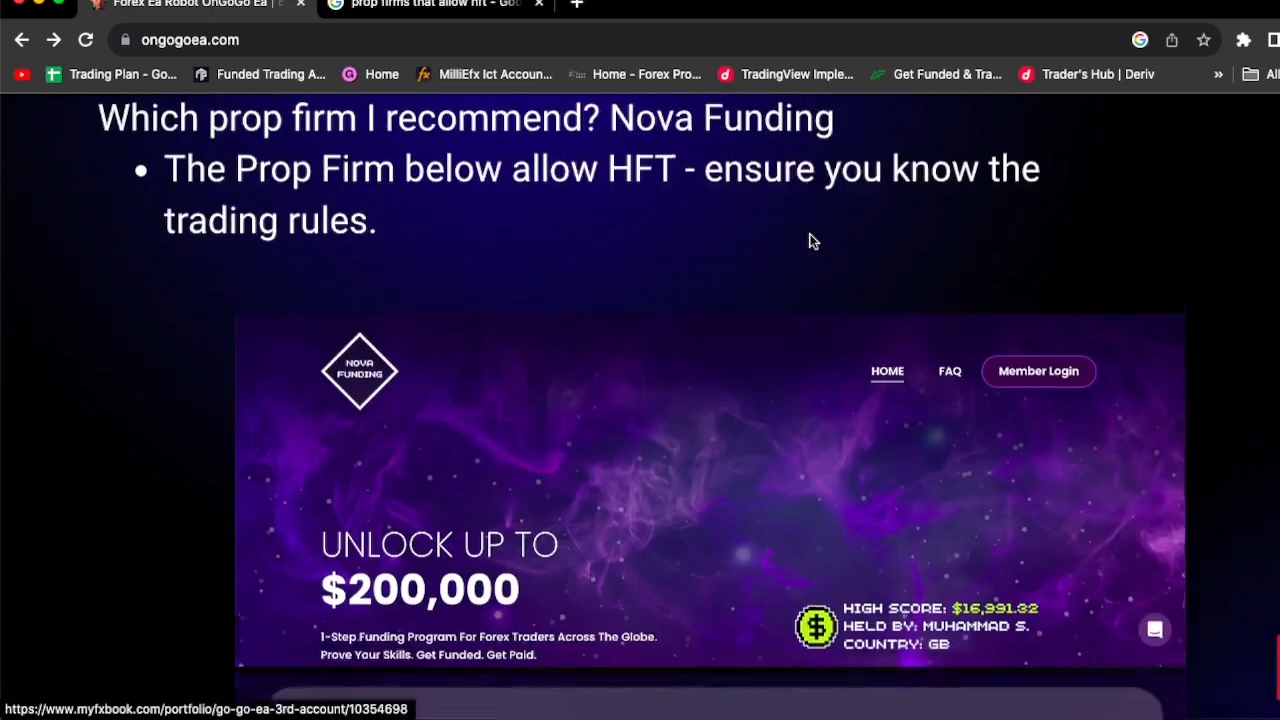 Forex Ea Robot OnGoGo Ea |
prop firms that allow hft - Goo
ongogoea.com
Trading Plan - Go...
Funded Trading A...
Home
MilliEfx Ict Accoun...
Home - Forex Pro...
TradingView Imple...
Get Funded & Tra...
Trader's Hub | Deriv
»
All
Which prop firm I recommend? Nova Funding
• The Prop Firm below allow HFT - ensure you know the
trading rules.
NOVA
FUNDING
HOME
FAQ
Member Login
UNLOCK UP TO
$200,000
1-Step Funding Program For Forex Traders Across The Globe.
Prove Your Skills. Get Funded. Get Paid.
$
HIGH SCORE: $16,991.32
HELD BY: MUHAMMAD S.
COUNTRY: GB
https://www.myfxbook.com/portfolio/go-go-ea-3rd-account/10354698